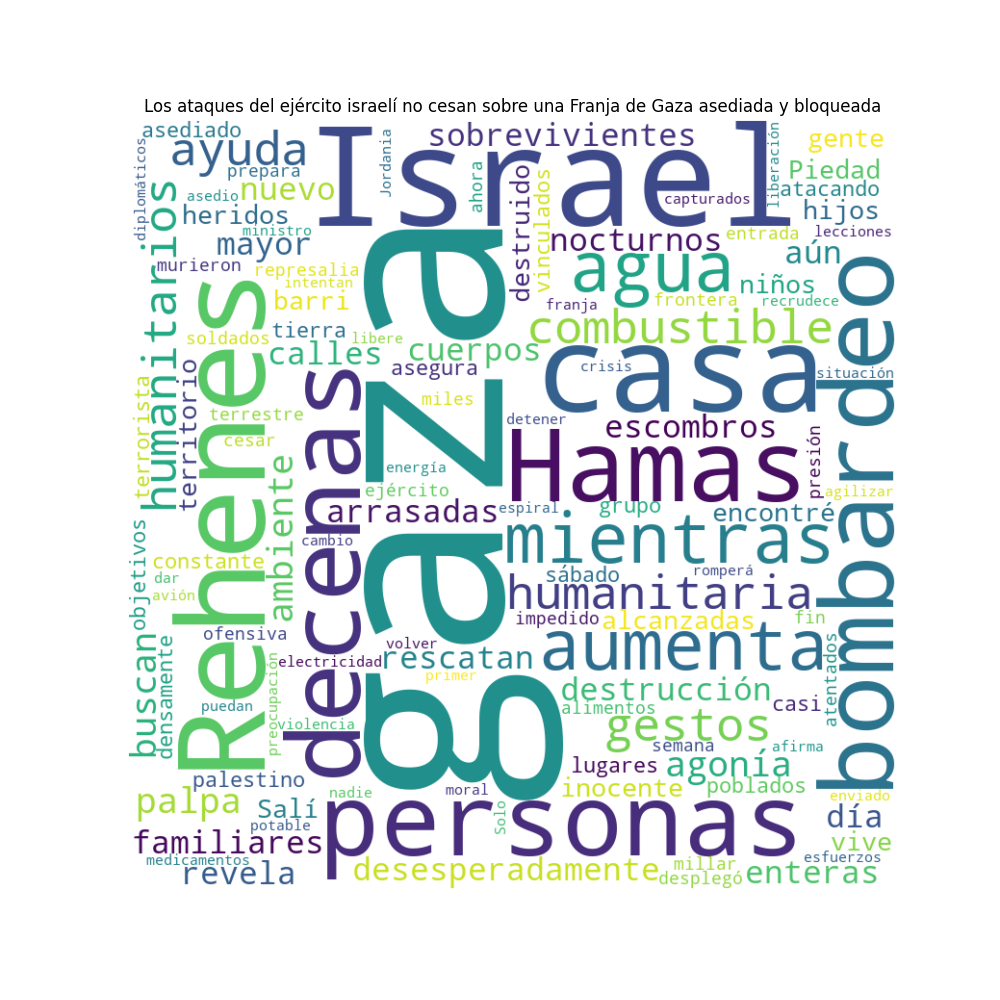 Los ataques del ejército israelí no cesan sobre una Franja de Gaza asediada y bloqueada
asediado
ayuda
Israel
sobrevivientes
gente
diplomáticos
prepara
Jordania
ahora
liberación
Piedad
asedio
nuevo
capturados
atacando
humanitarios
heridos
ministro
destruido
vinculados
nocturnos
entrada
hijos
lecciones
mayor
gaza
agua
aún
murieron
represalia
intentan
niños
bombardeo
Rehenes
barri
franja
frontera
recrudece
soldados
tierra
libere
combustible
calles
cuerpos
casa
terrorista
territorio
decenas
asegura
crisis
situación
terrestre
miles
detener
escombros
cesar
Hamas
presión
ambiente
energía
ejército
agilizar
arrasadas
espiral
grupo
encontré
objetivos
cambio
mientras
constante
dar
sábado
romperá
avión
humanitaria
ofensiva
impedido
alcanzadas
fin
buscan
densamente
volver
aumenta
electricidad
rescatan
atentados
preocupación
primer
destrucción
puedan
alimentos
casi
violencia
gestos
semana
afirma
palestino
lugares
agonía
palpa
nadie
moral
inocente
poblados
enviado
Salí
potable
Solo
personas
día
familiares
vive
medicamentos
revela
desesperadamente
millar
desplegó
esfuerzos
enteras